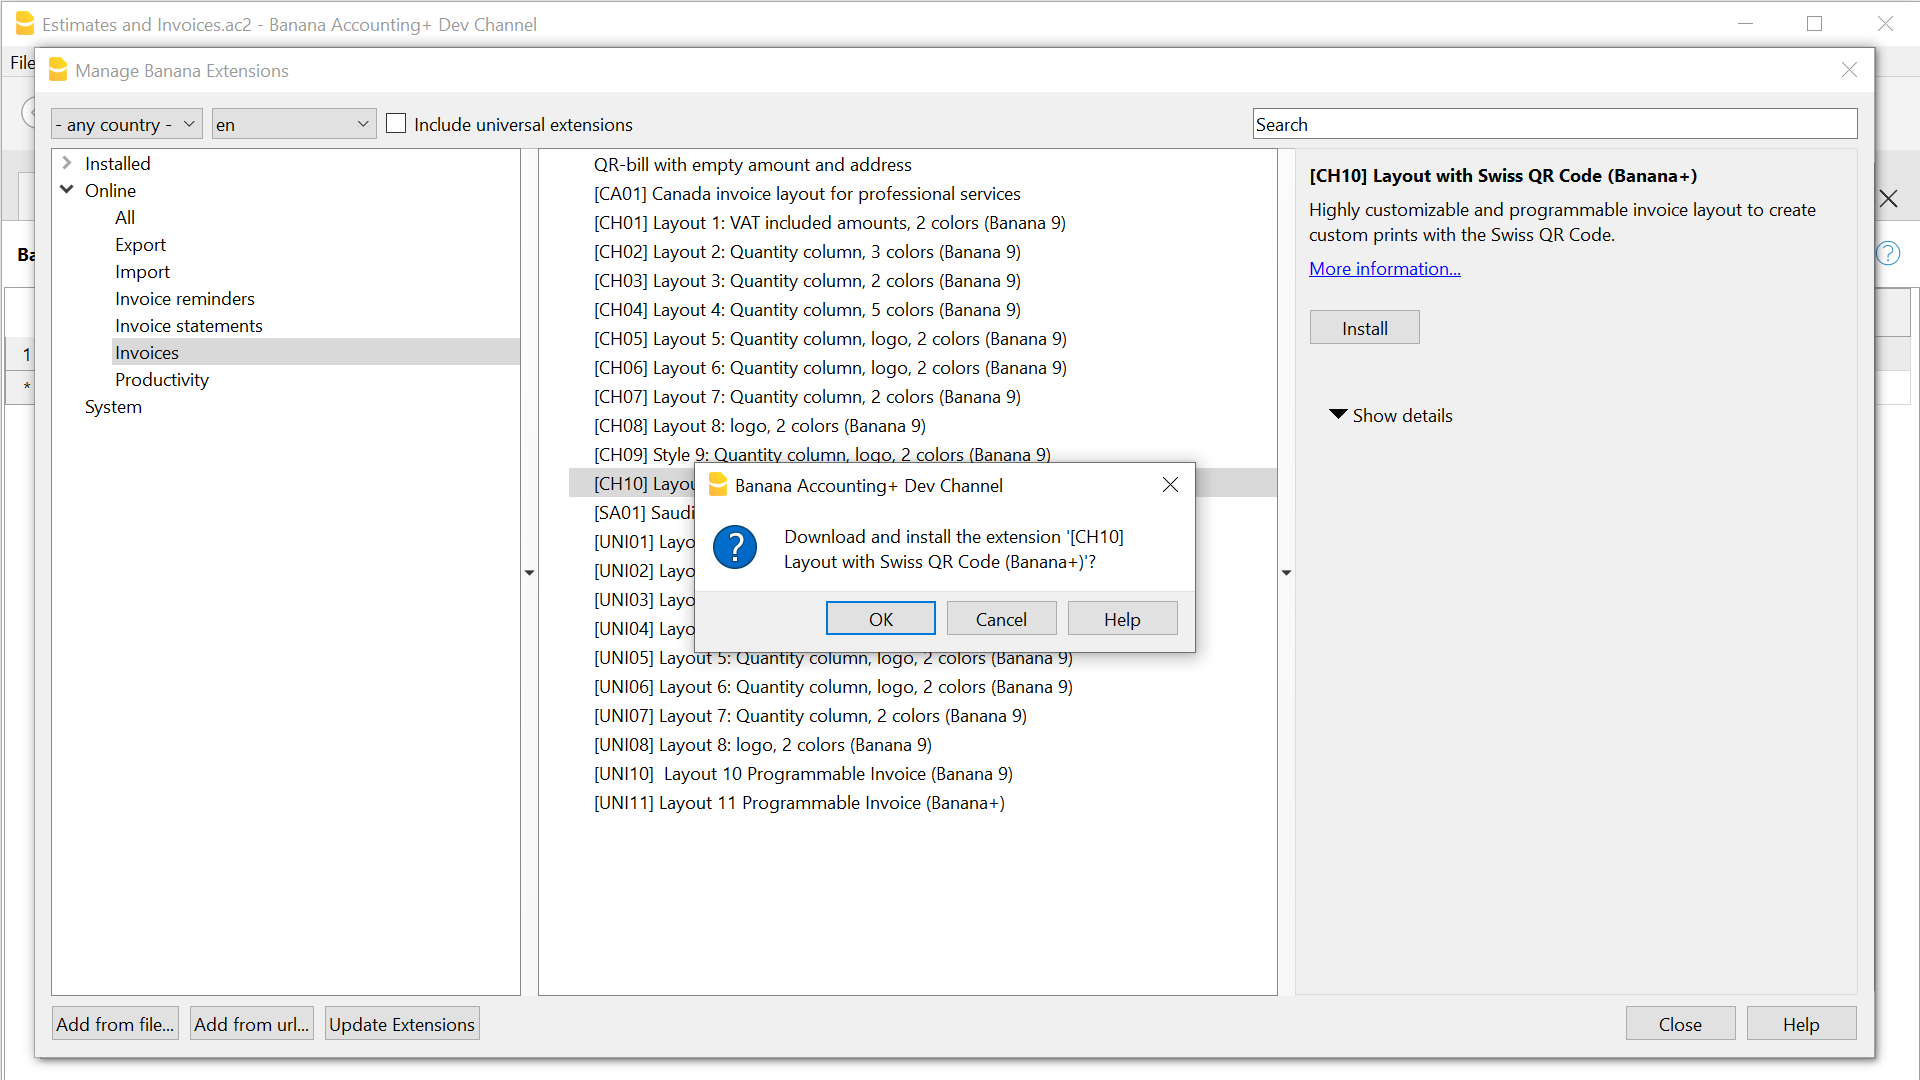 Estimates and Invoices.ac2 - Banana Accounting+ Dev Channel
File
Manage Banana Extensions
- any country -
en
Include universal extensions
Search
Installed
Online
All
Export
Import
Invoice reminders
Invoice statements
Invoices
Productivity
System
QR-bill with empty amount and address
[CA01] Canada invoice layout for professional services
[CH01] Layout 1: VAT included amounts, 2 colors (Banana 9)
[CH02] Layout 2: Quantity column, 3 colors (Banana 9)
[CH03] Layout 3: Quantity column, 2 colors (Banana 9)
[CH04] Layout 4: Quantity column, 5 colors (Banana 9)
[CH05] Layout 5: Quantity column, logo, 2 colors (Banana 9)
[CH06] Layout 6: Quantity column, logo, 2 colors (Banana 9)
[CH07] Layout 7: Quantity column, 2 colors (Banana 9)
[CH08] Layout 8: logo, 2 colors (Banana 9)
[CH09] Style 9: Quantity column, logo, 2 colors (Banana 9)
[CH10] Layou
[SA01] Saudi
[UNI01] Layo
[UNI02] Layo
[UNI03] Layo
[UNI04] Layo
[UNI05] Layout 5: Quantity column, logo, 2 colors (Banana 9)
[UNI06] Layout 6: Quantity column, logo, 2 colors (Banana 9)
[UNI07] Layout 7: Quantity column, 2 colors (Banana 9)
[UNI08] Layout 8: logo, 2 colors (Banana 9)
[UNI10]  Layout 10 Programmable Invoice (Banana 9)
[UNI11] Layout 11 Programmable Invoice (Banana+)
Banana Accounting+ Dev Channel
?
Download and install the extension '[CH10]
Layout with Swiss QR Code (Banana+)'?
OK
Cancel
Help
[CH10] Layout with Swiss QR Code (Banana+)
Highly customizable and programmable invoice layout to create
custom prints with the Swiss QR Code.
More information...
Install
Show details
Ba
?
1
*
Add from file...
Add from url...
Update Extensions
Close
Help